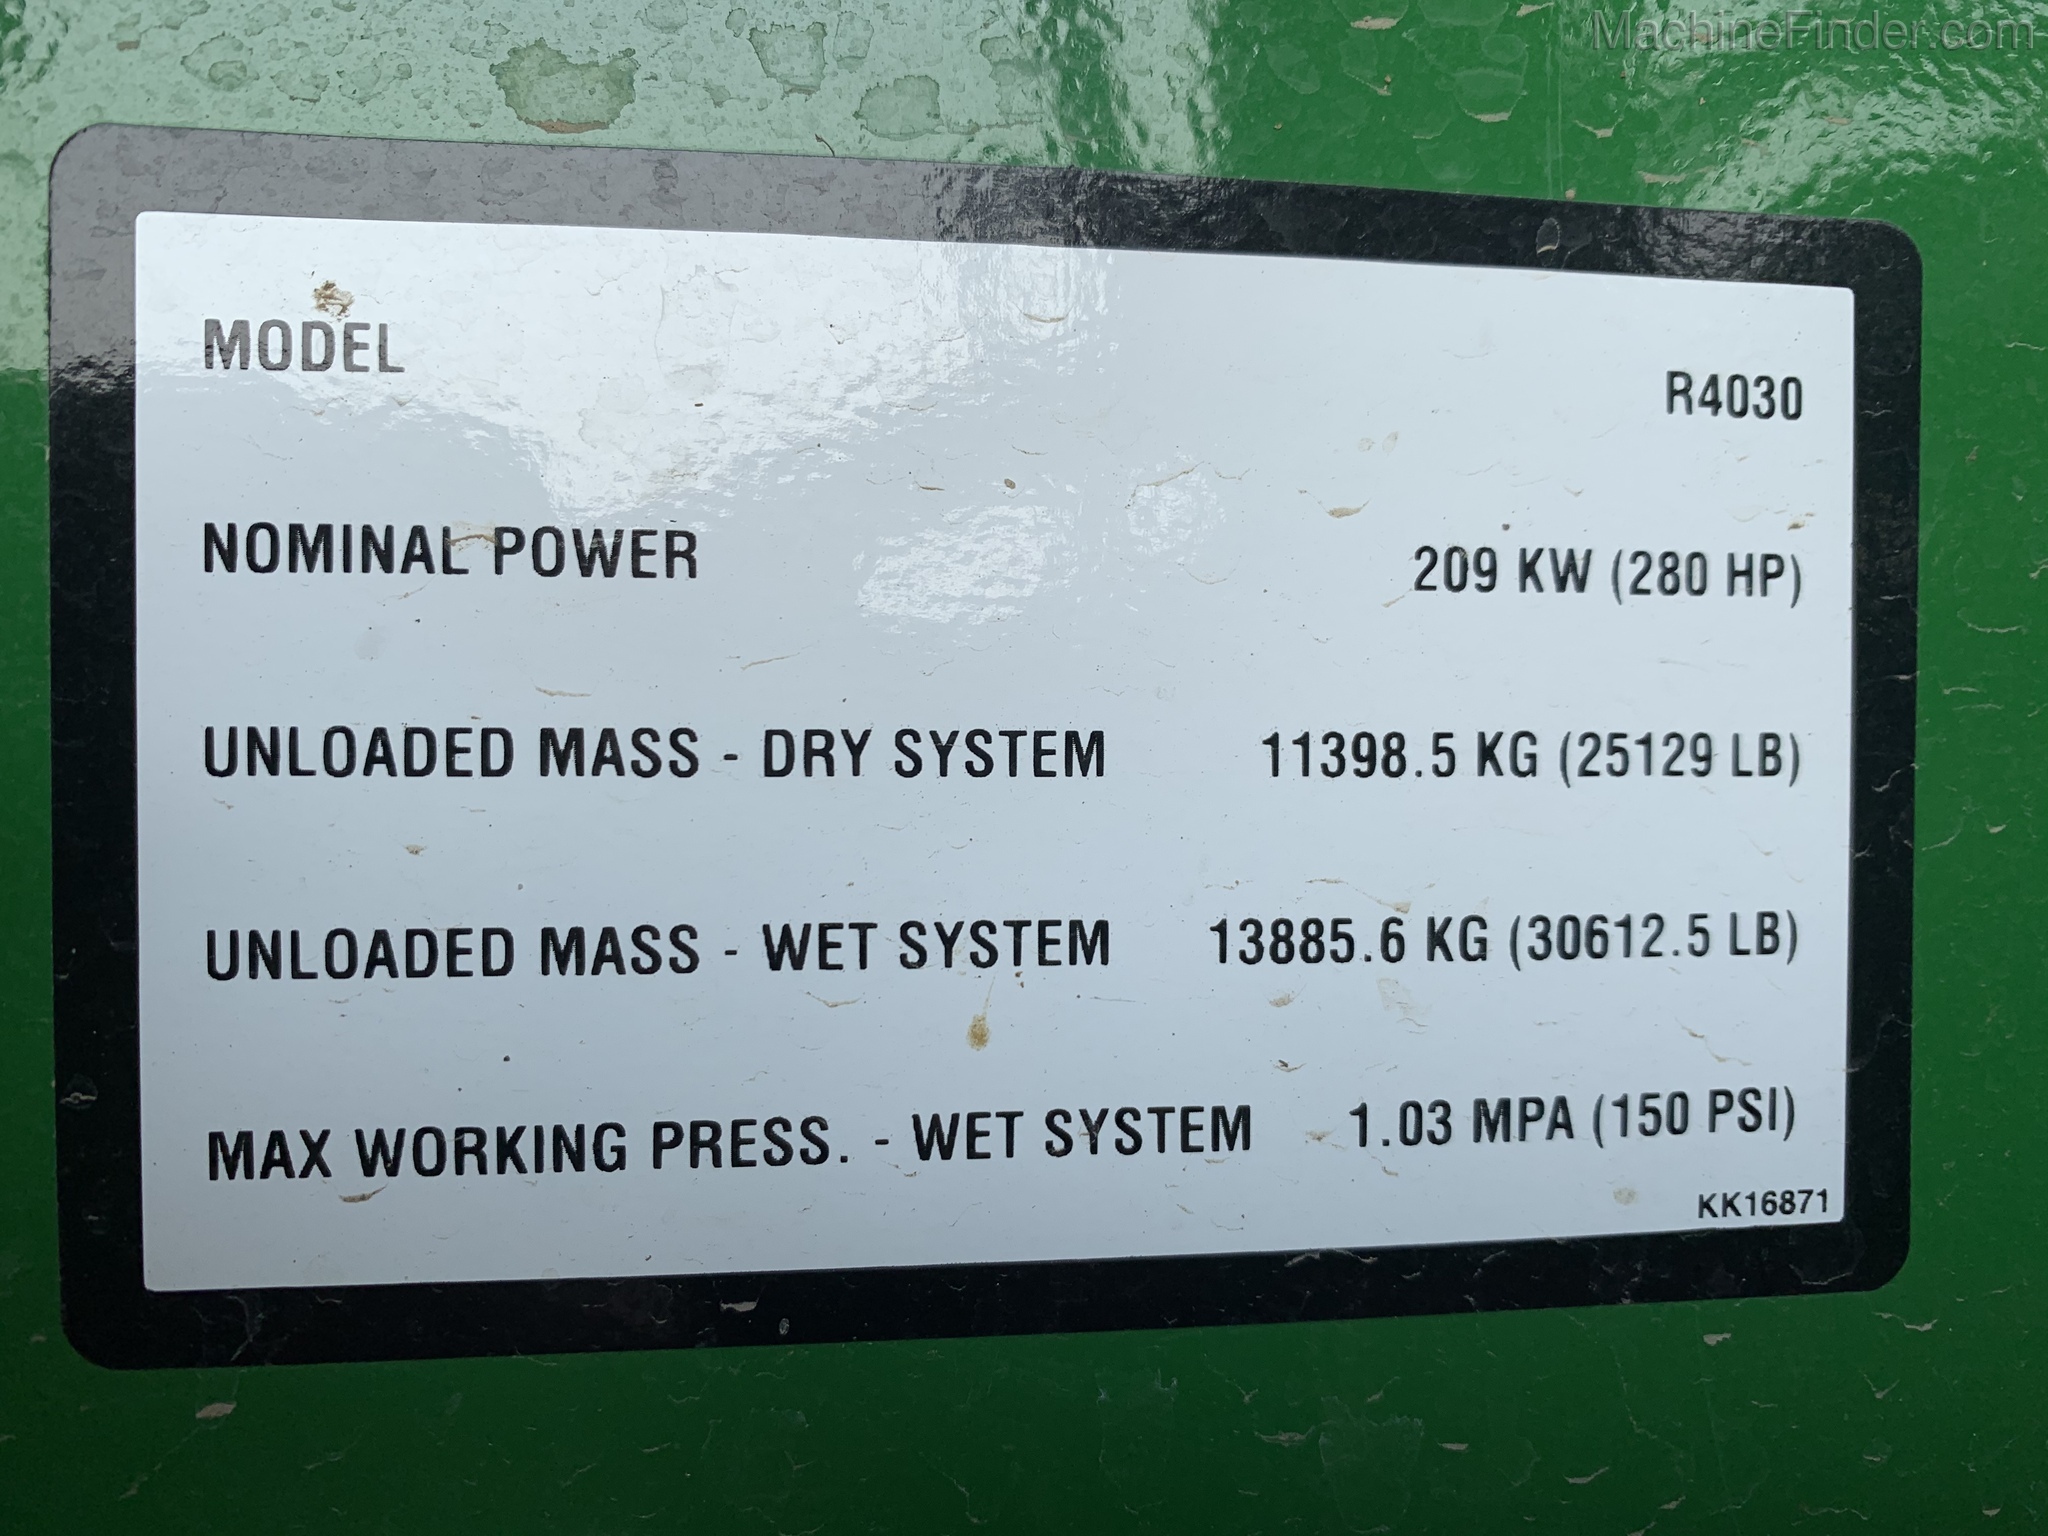 MachineFinder.com
MODEL R4030
NOMINAL POWER 209 KW (280 HP)
UNLOADED MASS - DRY SYSTEM 11398.5 KG (25129 LB)
UNLOADED MASS - WET SYSTEM 13885.6 KG (30612.5 LB)
MAX WORKING PRESS. - WET SYSTEM 1.03 MPA (150 PSI)
KK16871